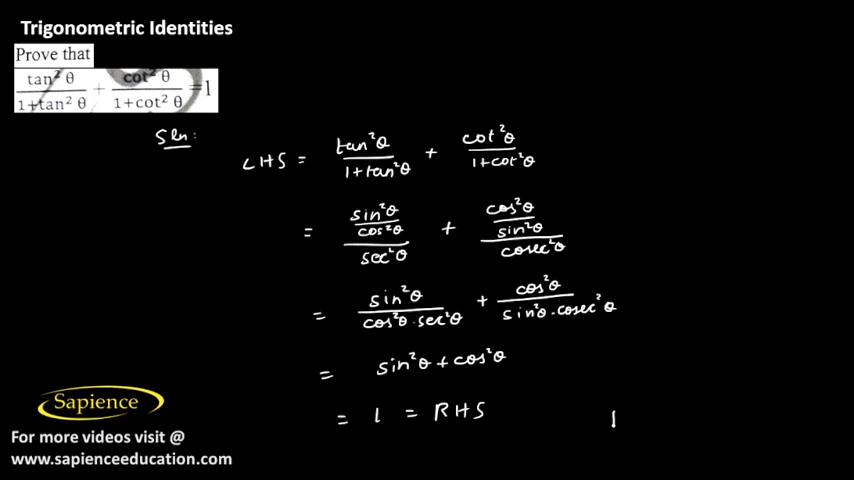 Trigonometric Identities
Prove that
tan² θ / 1+tan² θ + cot² θ / 1+cot² θ =1
Sln:
LHS = tan²θ / 1+tan²θ + cot²θ / 1+cot²θ
= sin²θ / cos²θ / sec²θ + cos²θ / sin²θ / cosec²θ
= sin²θ / cos²θ · sec²θ + cos²θ / sin²θ · cosec²θ
= sin²θ + cos²θ
= 1 = RHS
1
Sapience
For more videos visit @
www.sapienceeducation.com